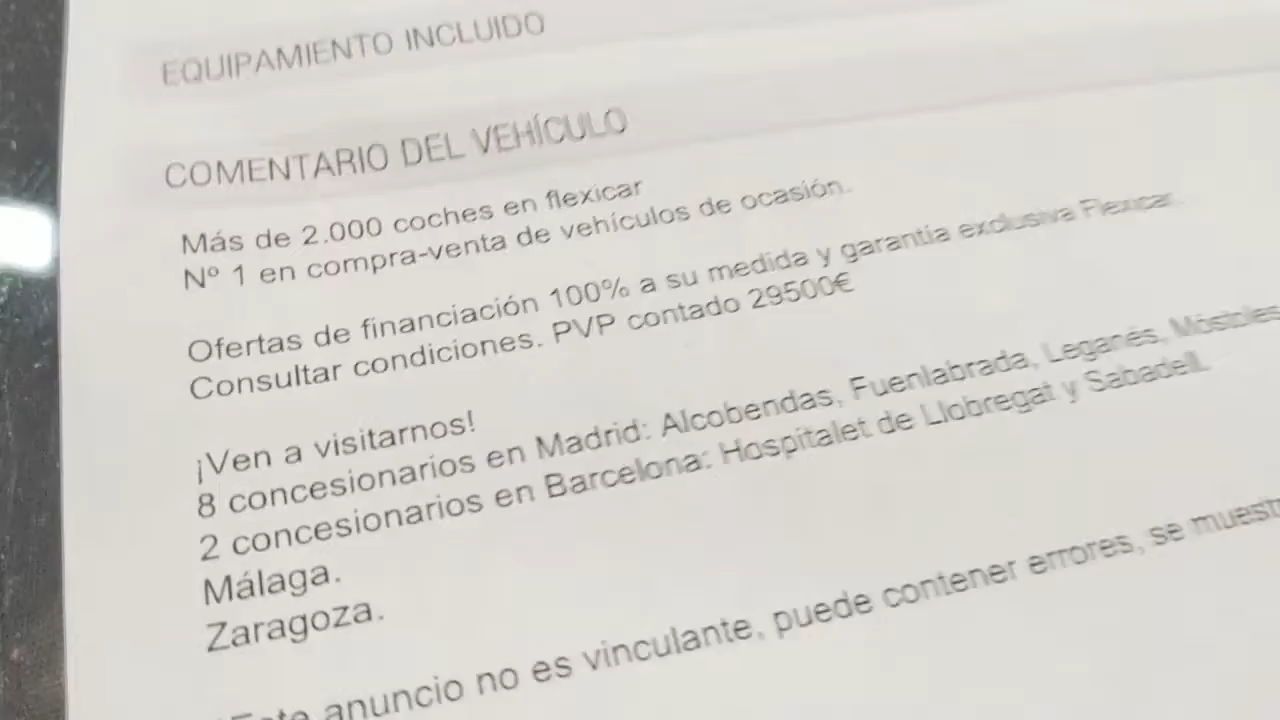 EQUIPAMIENTO INCLUIDO
COMENTARIO DEL VEHÍCULO
Más de 2.000 coches en flexicar
Nº 1 en compra-venta de vehículos de ocasión.
Ofertas de financiación 100% a su medida y garantía exclusiva Flexicar.
Consultar condiciones. PVP contado 29500€
¡Ven a visitarnos!
8 concesionarios en Madrid: Alcobendas, Fuenlabrada, Leganés, Móstoles
2 concesionarios en Barcelona: Hospitalet de Llobregat y Sabadell.
Málaga.
Zaragoza.
anuncio no es vinculante, puede contener errores, se